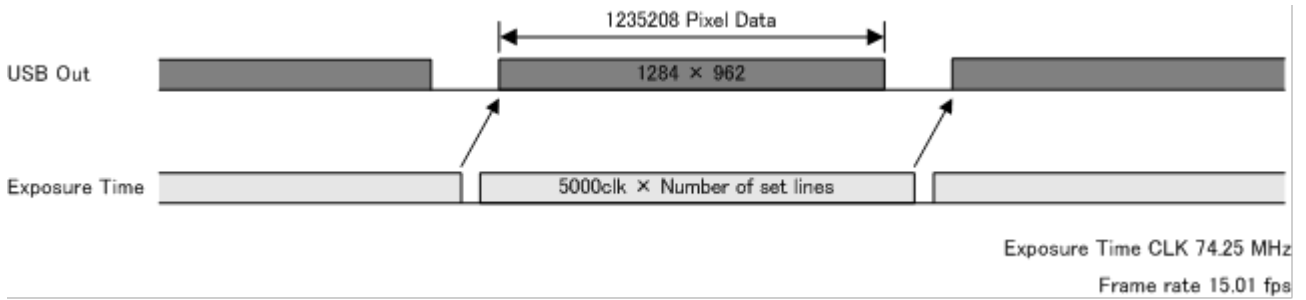 1235208 Pixel Data
USB Out
1284 × 962
Exposure Time
5000clk × Number of set lines
Exposure Time CLK 74.25 MHz
Frame rate 15.01 fps